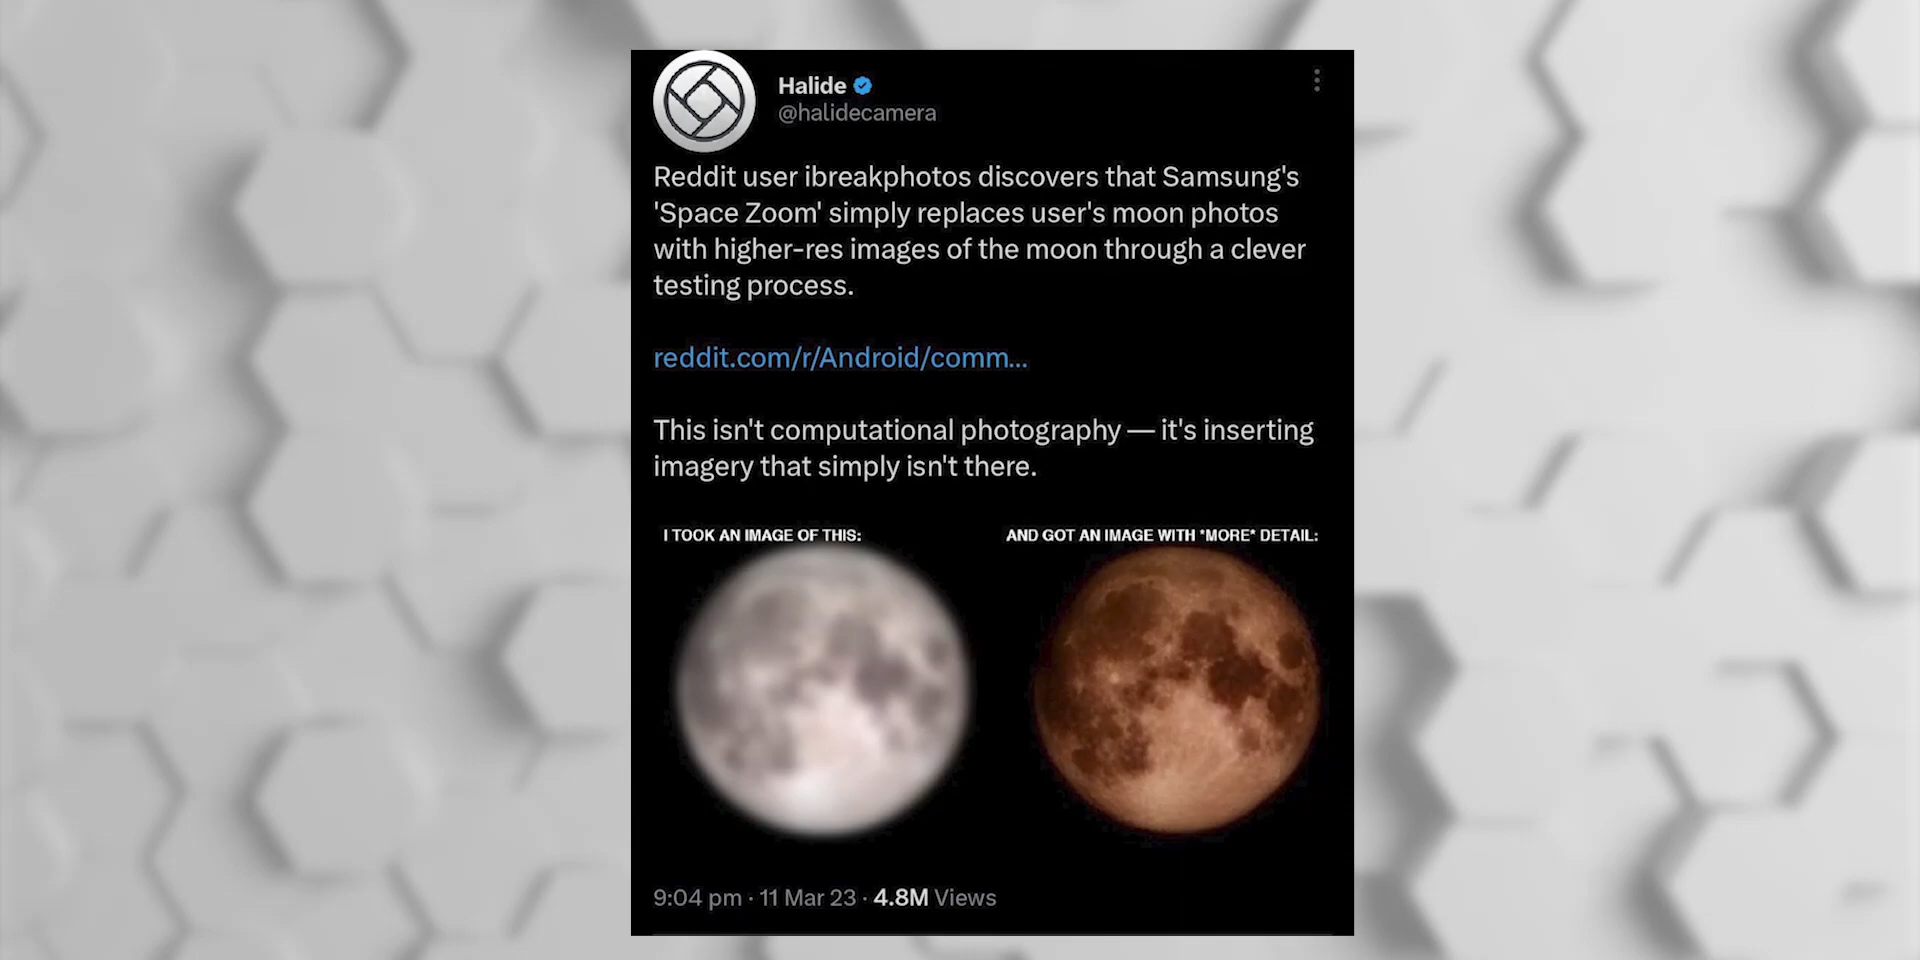 Halide
@halidecamera
Reddit user ibreakphotos discovers that Samsung's
'Space Zoom' simply replaces user's moon photos
with higher-res images of the moon through a clever
testing process.
reddit.com/r/Android/comm...
This isn't computational photography — it's inserting
imagery that simply isn't there.
I TOOK AN IMAGE OF THIS:
AND GOT AN IMAGE WITH *MORE* DETAIL:
9:04 pm · 11 Mar 23 · 4.8M Views